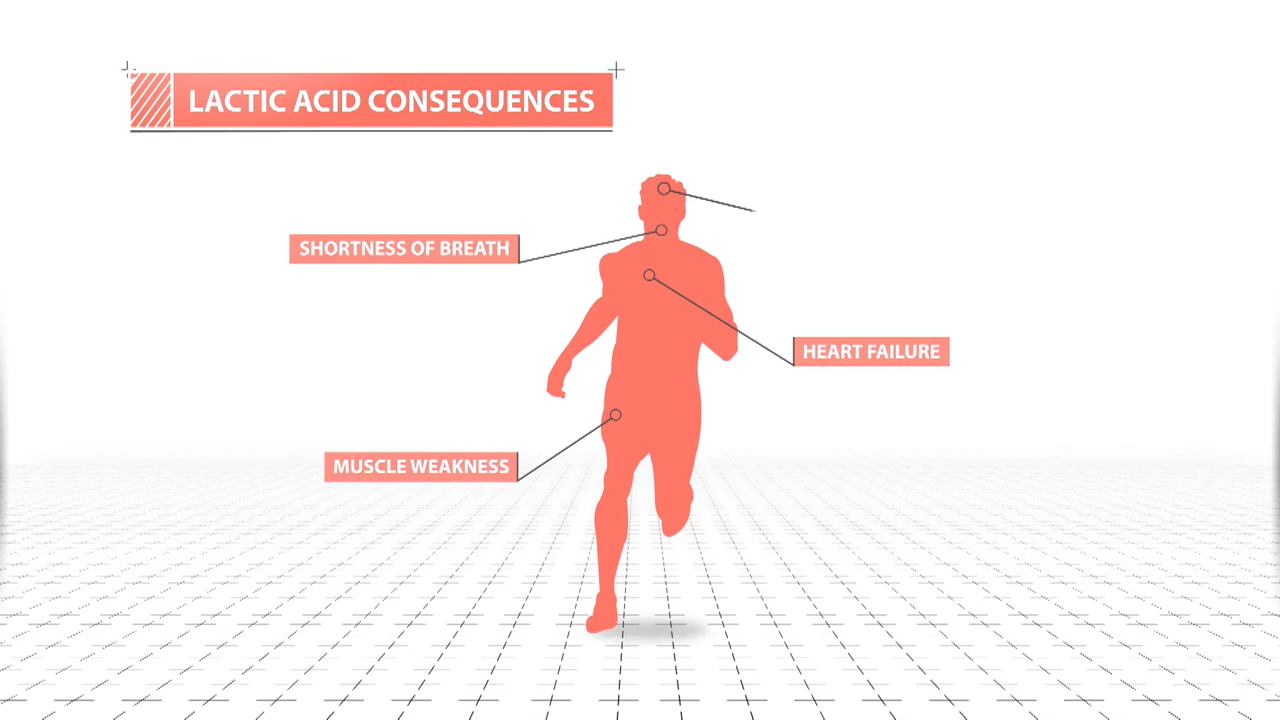 LACTIC ACID CONSEQUENCES
SHORTNESS OF BREATH
HEART FAILURE
MUSCLE WEAKNESS